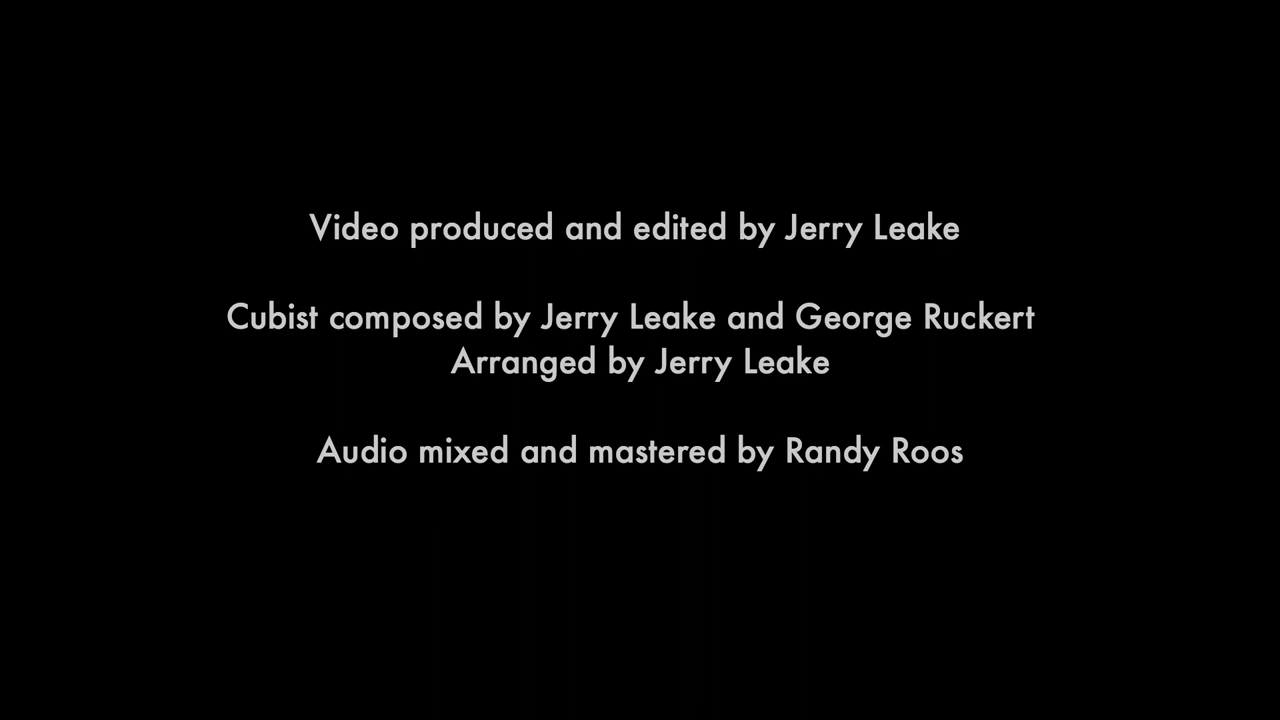 Video produced and edited by Jerry Leake
Cubist composed by Jerry Leake and George Ruckert
Arranged by Jerry Leake
Audio mixed and mastered by Randy Roos